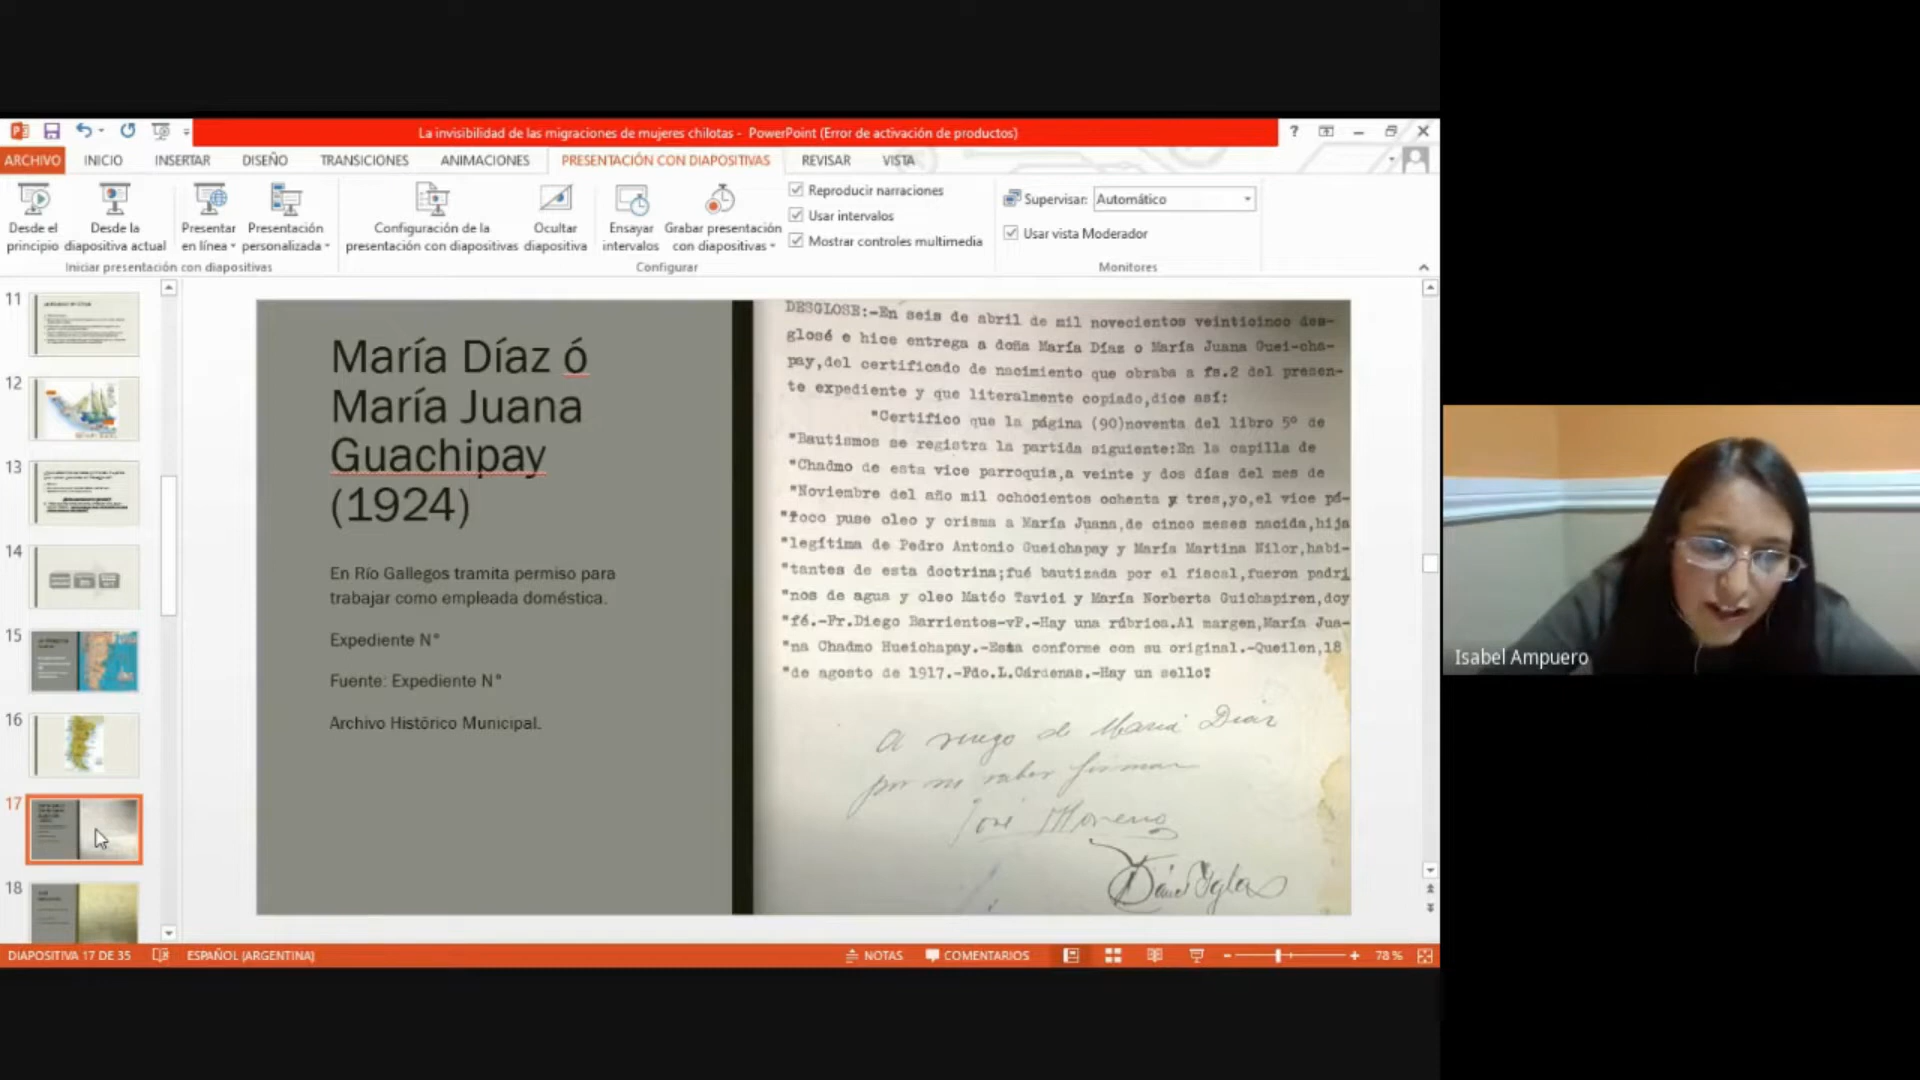 La invisibilidad de las migraciones de mujeres chilotas - PowerPoint (Error de activación de productos)
?
ARCHIVO INICIO INSERTAR DISEÑO TRANSICIONES ANIMACIONES PRESENTACIÓN CON DIAPOSITIVAS REVISAR VISTA
Desde el principio
Desde la diapositiva actual
Presentar en línea
Presentación personalizada
Configuración de la presentación con diapositivas
Ocultar diapositiva
Ensayar intervalos
Grabar presentación con diapositivas
Reproducir narraciones
Usar intervalos
Mostrar controles multimedia
Supervisar: Automático
Usar vista Moderador
Iniciar presentación con diapositivas
Configurar
Monitores
11
12
13
14
15
16
17
18
María Díaz ó
María Juana
Guachipay
(1924)
En Río Gallegos tramita permiso para
trabajar como empleada doméstica.
Expediente N°
Fuente: Expediente N°
Archivo Histórico Municipal.
DESGLOSE:-En seis de abril de mil novecientos veinticinco des-
glosé e hice entrega a doña María Díaz o María Juana Guei-cha-
pay,del certificado de nacimiento que obraba a fs.2 del presen-
te expediente y que literalmente copiado,dice así:
"Certifico que la página (90)noventa del libro 5º de
"Bautismos se registra la partida siguiente:En la capilla de
"Chadmo de esta vice parroquia,a veinte y dos días del mes de
"Noviembre del año mil ochocientos ochenta y tres,yo,el vice pá-
"rroco puse oleo y crisma a María Juana,de cinco meses nacida,hija
"legítima de Pedro Antonio Gueichapay y María Martina Nilor,habi-
"tantes de esta doctrina;fué bautizada por el fiscal,fueron padri
"nos de agua y oleo Matéo Taviei y María Norberta Guichapiren,doy
"fé.-Fr.Diego Barrientos-vP.-Hay una rúbrica.Al margen,María Jua-
"na Chadmo Hueichapay.-Esta conforme con su original.-Queilen,18
"de agosto de 1917.-Fdo.L.Cárdenas.-Hay un sello"
A ruego de María Díaz
por no saber firmar
José Moreno
Isabel Ampuero
DIAPOSITIVA 17 DE 35 ESPAÑOL (ARGENTINA) NOTAS COMENTARIOS 78 %